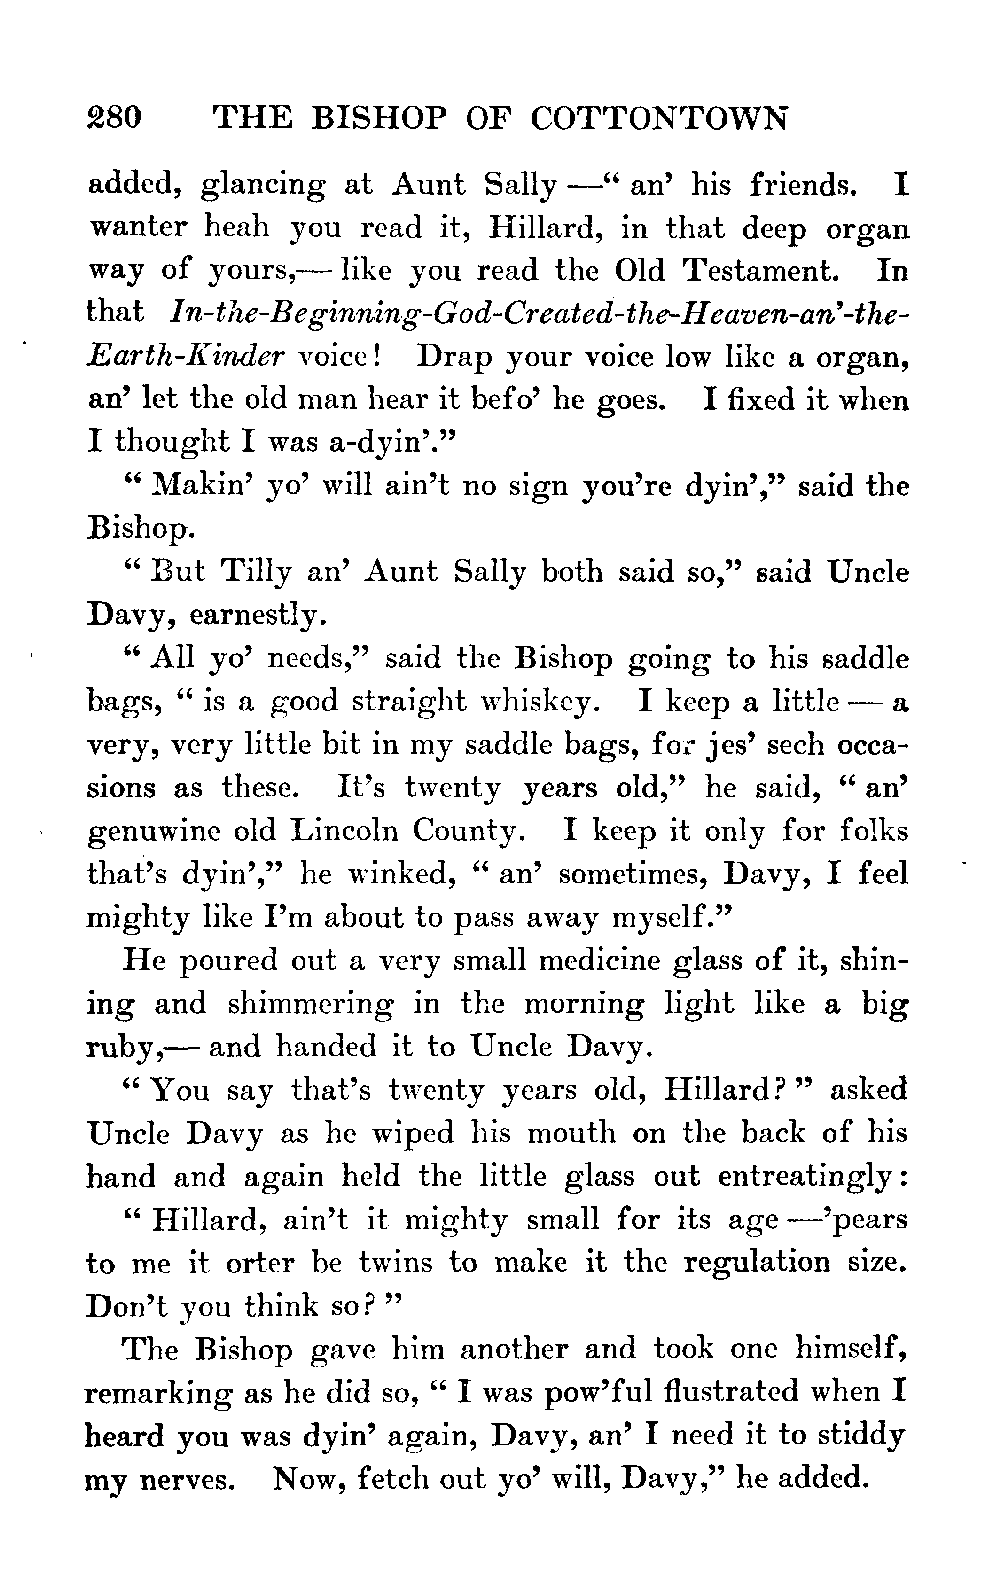 280 THE BISHOP OF COTTONTOWN
added, glancing at Aunt Sally —“ an’ his friends. I
wanter heah you read it, Hillard, in that deep organ
way of yours,— like you read the Old Testament. In
that In-the-Beginning-God-Created-the-Heaven-an’-the-
Earth-Kinder voice! Drap your voice low like a organ,
an’ let the old man hear it befo’ he goes. I fixed it when
I thought I was a-dyin’.”
“ Makin’ yo’ will ain’t no sign you’re dyin’,” said the
Bishop.
“ But Tilly an’ Aunt Sally both said so,” said Uncle
Davy, earnestly.
“ All yo’ needs,” said the Bishop going to his saddle
bags, “ is a good straight whiskey. I keep a little — a
very, very little bit in my saddle bags, for jes’ sech occa-
sions as these. It’s twenty years old,” he said, “ an’
genuwine old Lincoln County. I keep it only for folks
that’s dyin’,” he winked, “ an’ sometimes, Davy, I feel
mighty like I’m about to pass away myself.”
He poured out a very small medicine glass of it, shin-
ing and shimmering in the morning light like a big
ruby,— and handed it to Uncle Davy.
“ You say that’s twenty years old, Hillard? ” asked
Uncle Davy as he wiped his mouth on the back of his
hand and again held the little glass out entreatingly:
“ Hillard, ain’t it mighty small for its age —’pears
to me it orter be twins to make it the regulation size.
Don’t you think so? ”
The Bishop gave him another and took one himself,
remarking as he did so, “ I was pow’ful flustrated when I
heard you was dyin’ again, Davy, an’ I need it to stiddy
my nerves. Now, fetch out yo’ will, Davy,” he added.